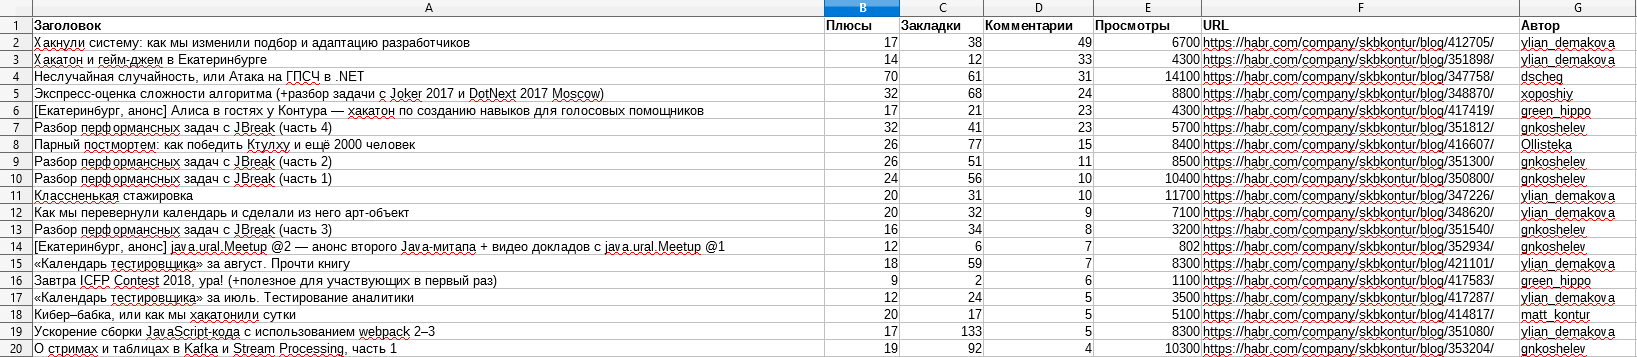 A B C D E F G
1 Заголовок Плюсы Закладки Комментарии Просмотры URL Автор
2 Хакнули систему: как мы изменили подбор и адаптацию разработчиков 17 38 49 6700 https://habr.com/company/skbkontur/blog/412705/ ylian_demakova
3 Хакатон и гейм-джем в Екатеринбурге 14 12 33 4300 https://habr.com/company/skbkontur/blog/351898/ ylian_demakova
4 Неслучайная случайность, или Атака на ГПСЧ в .NET 70 61 31 14100 https://habr.com/company/skbkontur/blog/347758/ dscheg
5 Экспресс-оценка сложности алгоритма (+разбор задачи с Joker 2017 и DotNext 2017 Moscow) 32 68 24 8800 https://habr.com/company/skbkontur/blog/348870/ xoposhiy
6 [Екатеринбург, анонс] Алиса в гостях у Контура — хакатон по созданию навыков для голосовых помощников 17 21 23 4300 https://habr.com/company/skbkontur/blog/417419/ green_hippo
7 Разбор перформансных задач с JBreak (часть 4) 32 41 23 5700 https://habr.com/company/skbkontur/blog/351812/ gnkoshelev
8 Парный постмортем: как победить Ктулху и ещё 2000 человек 26 77 15 8400 https://habr.com/company/skbkontur/blog/416607/ Ollisteka
9 Разбор перформансных задач с JBreak (часть 2) 26 51 11 8500 https://habr.com/company/skbkontur/blog/351300/ gnkoshelev
10 Разбор перформансных задач с JBreak (часть 1) 24 56 10 10400 https://habr.com/company/skbkontur/blog/350800/ gnkoshelev
11 Классненькая стажировка 20 31 10 11700 https://habr.com/company/skbkontur/blog/347226/ ylian_demakova
12 Как мы перевернули календарь и сделали из него арт-объект 20 32 9 7100 https://habr.com/company/skbkontur/blog/348620/ ylian_demakova
13 Разбор перформансных задач с JBreak (часть 3) 16 34 8 3200 https://habr.com/company/skbkontur/blog/351540/ gnkoshelev
14 [Екатеринбург, анонс] java.ural.Meetup @2 — анонс второго Java-митапа + видео докладов с java.ural.Meetup @1 12 6 7 802 https://habr.com/company/skbkontur/blog/352934/ gnkoshelev
15 «Календарь тестировщика» за август. Прочти книгу 18 59 7 8300 https://habr.com/company/skbkontur/blog/421101/ ylian_demakova
16 Завтра ICFP Contest 2018, ура! (+полезное для участвующих в первый раз) 9 2 6 1100 https://habr.com/company/skbkontur/blog/417583/ green_hippo
17 «Календарь тестировщика» за июль. Тестирование аналитики 12 24 5 3500 https://habr.com/company/skbkontur/blog/417287/ ylian_demakova
18 Кибер–бабка, или как мы хакатонили сутки 20 17 5 5100 https://habr.com/company/skbkontur/blog/414817/ matt_kontur
19 Ускорение сборки JavaScript-кода с использованием webpack 2–3 17 133 5 8300 https://habr.com/company/skbkontur/blog/351080/ ylian_demakova
20 О стримах и таблицах в Kafka и Stream Processing, часть 1 19 92 4 10300 https://habr.com/company/skbkontur/blog/353204/ gnkoshelev